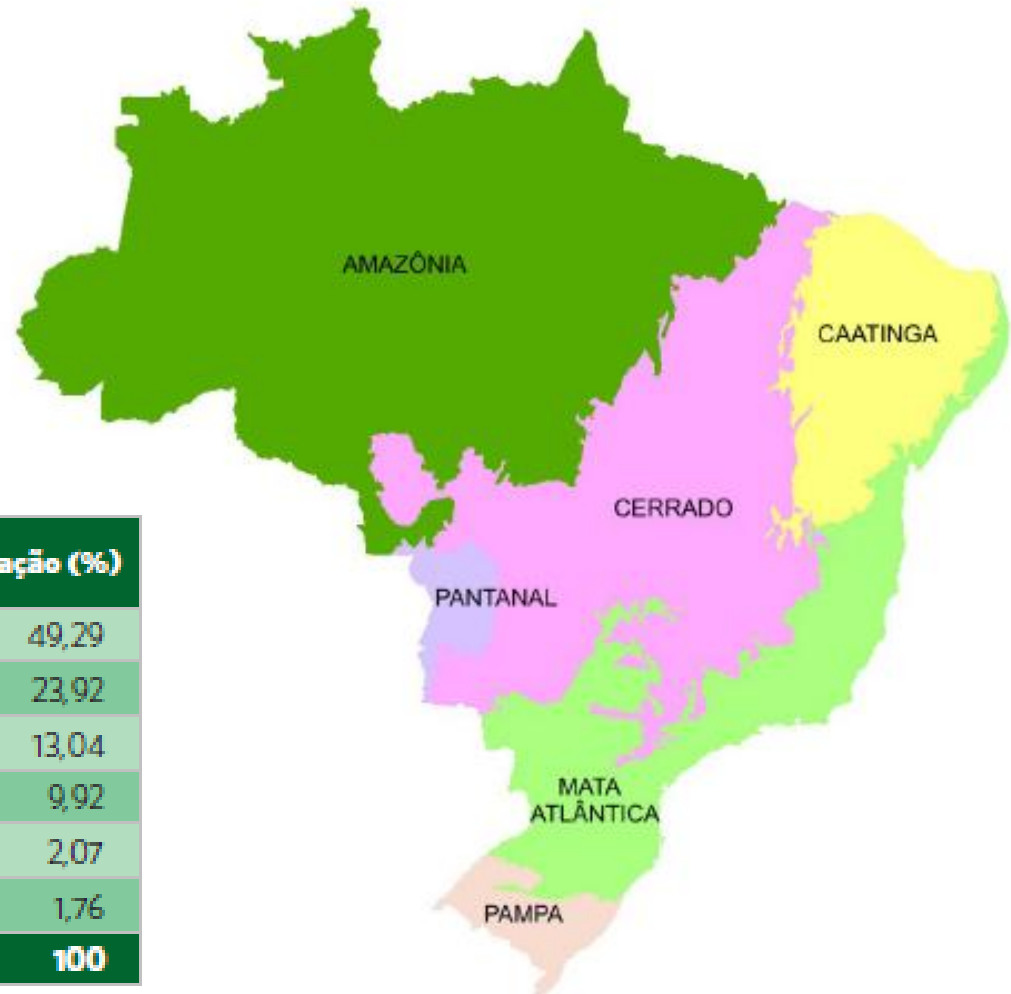 AMAZÔNIA
CAATINGA
CERRADO
PANTANAL
MATA
ATLÂNTICA
PAMPA
ação (%)
49,29
23,92
13,04
9,92
2,07
1,76
100